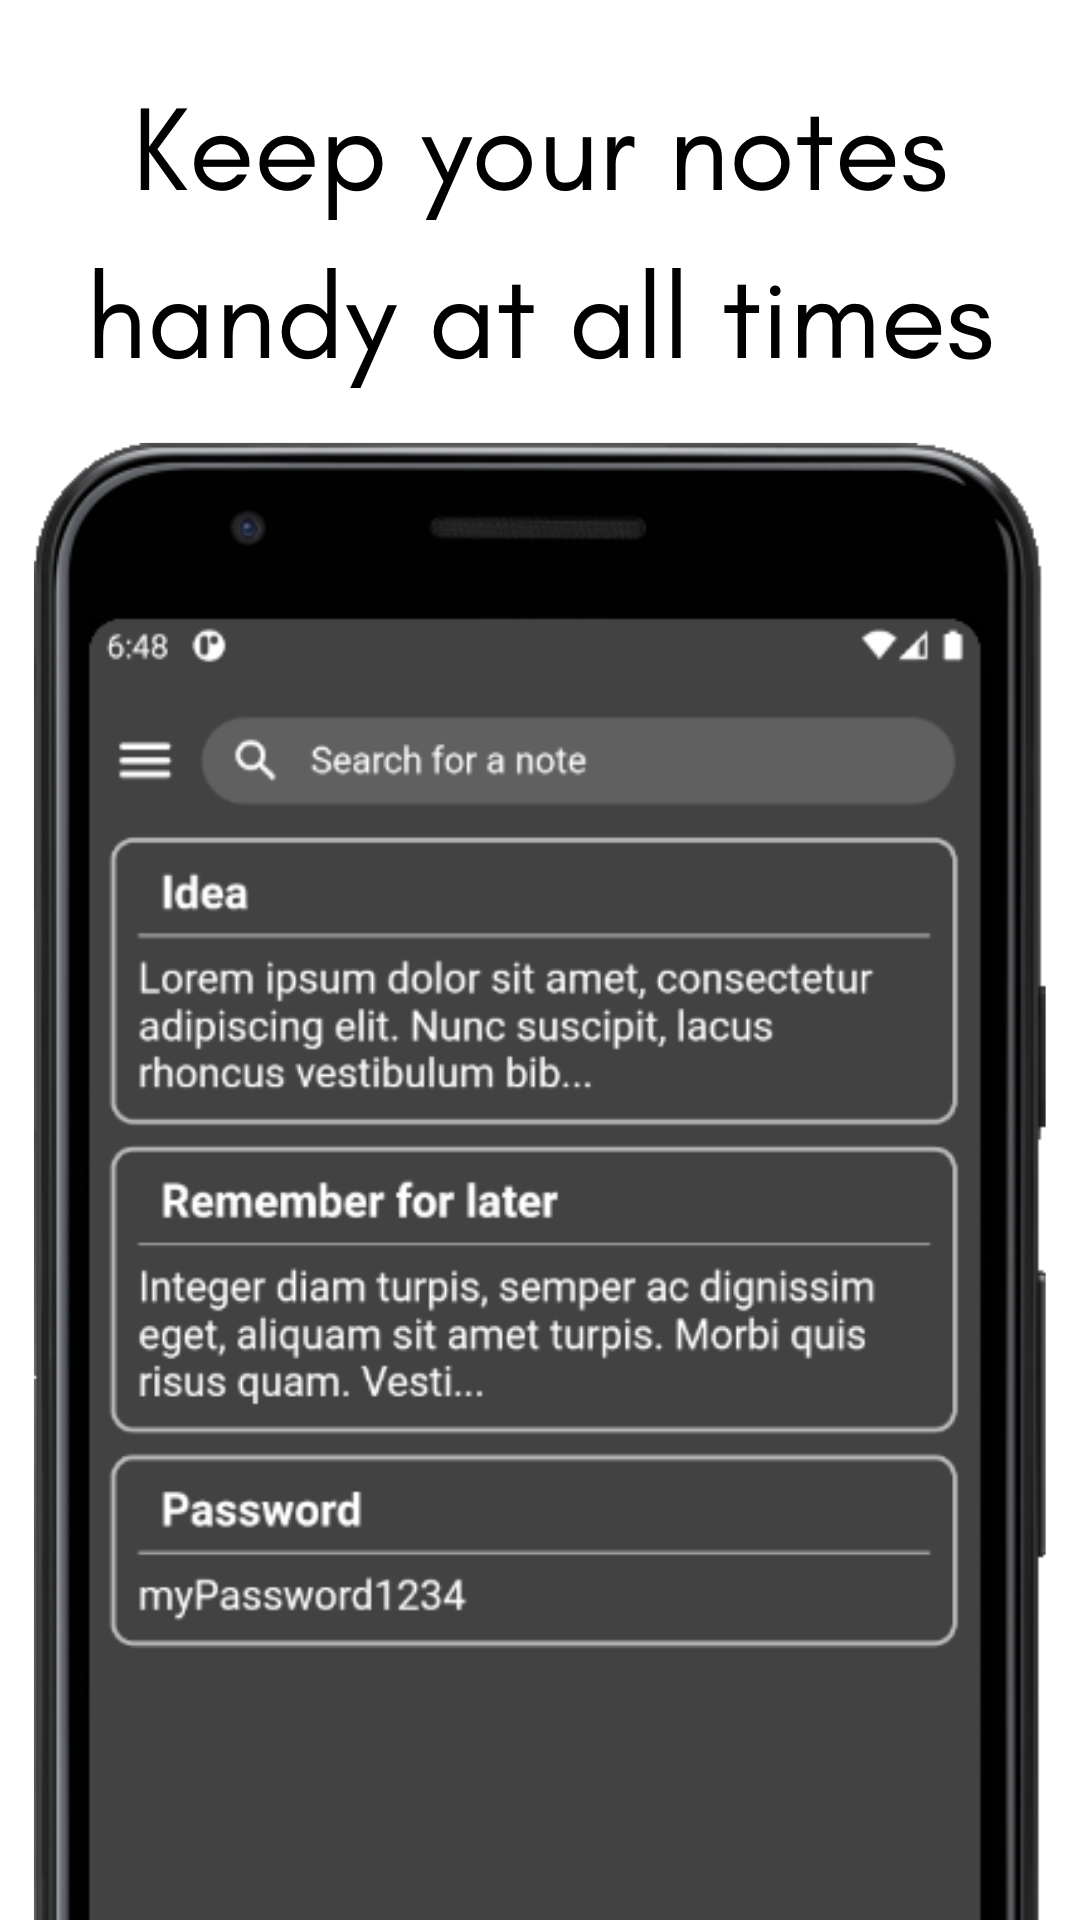 Keep your notes
handy at all times
6:48
Search for a note
Idea
Lorem ipsum dolor sit amet, consectetur
adipiscing elit. Nunc suscipit, lacus
rhoncus vestibulum bib...
Remember for later
Integer diam turpis, semper ac dignissim
eget, aliquam sit amet turpis. Morbi quis
risus quam. Vesti...
Password
myPassword1234